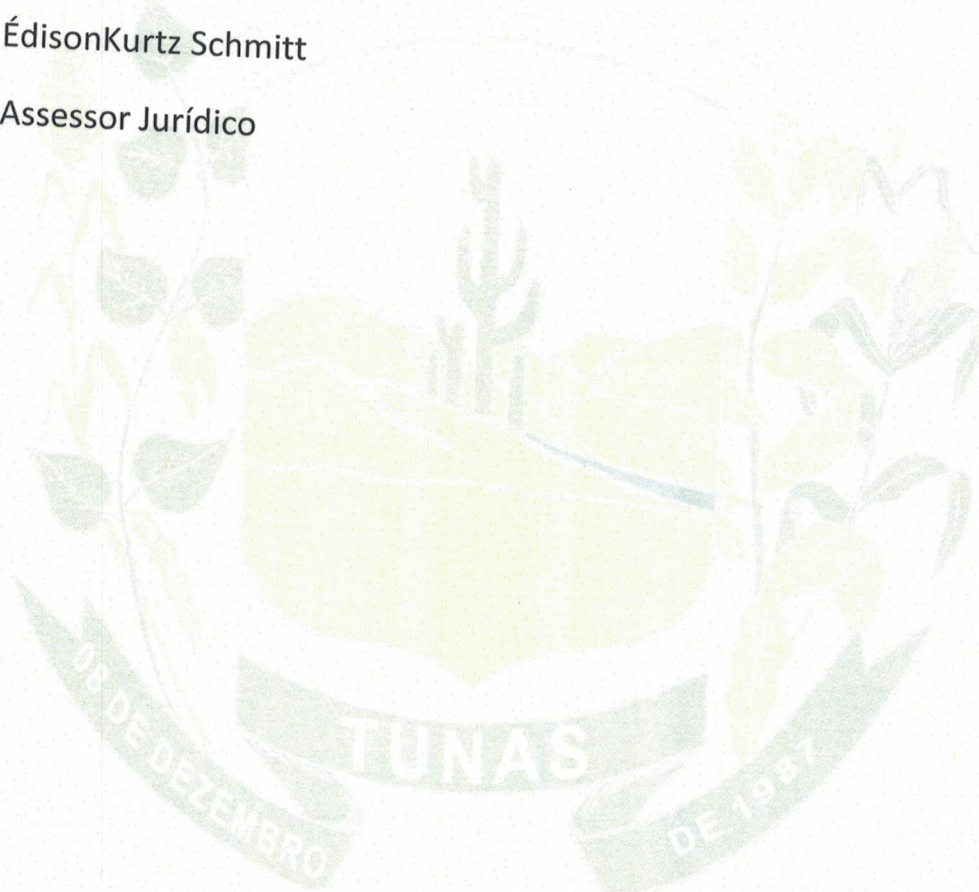 ÉdisonKurtz Schmitt
Assessor Jurídico
TUNAS
08 DE DEZEMBRO
DE 1987